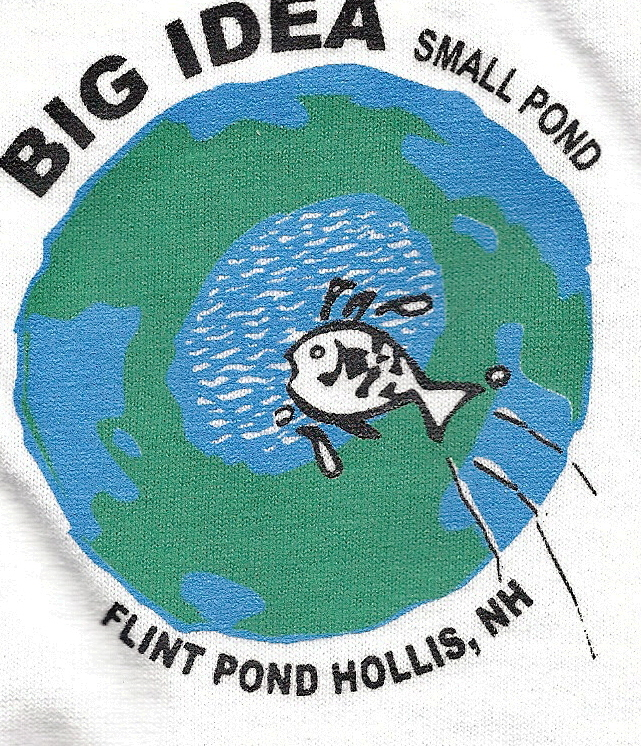 BIG IDEA
SMALL POND
FLINT POND HOLLIS, NH